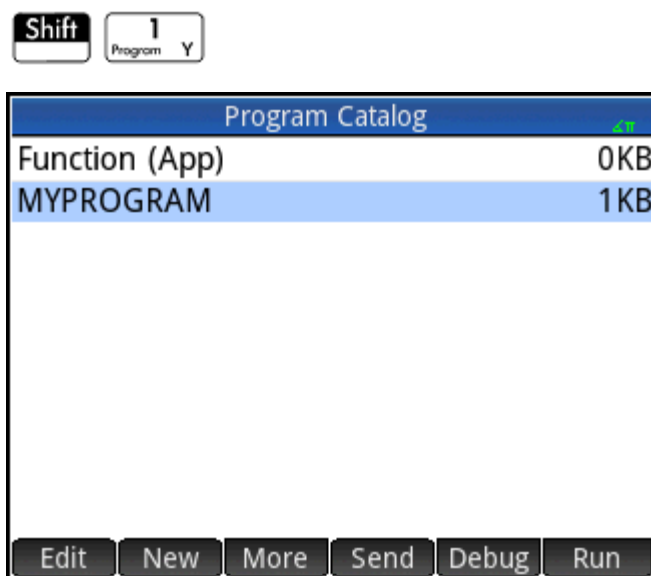 Shift 1
Program Y
Program Catalog
∡π
Function (App) 0KB
MYPROGRAM 1KB
Edit New More Send Debug Run